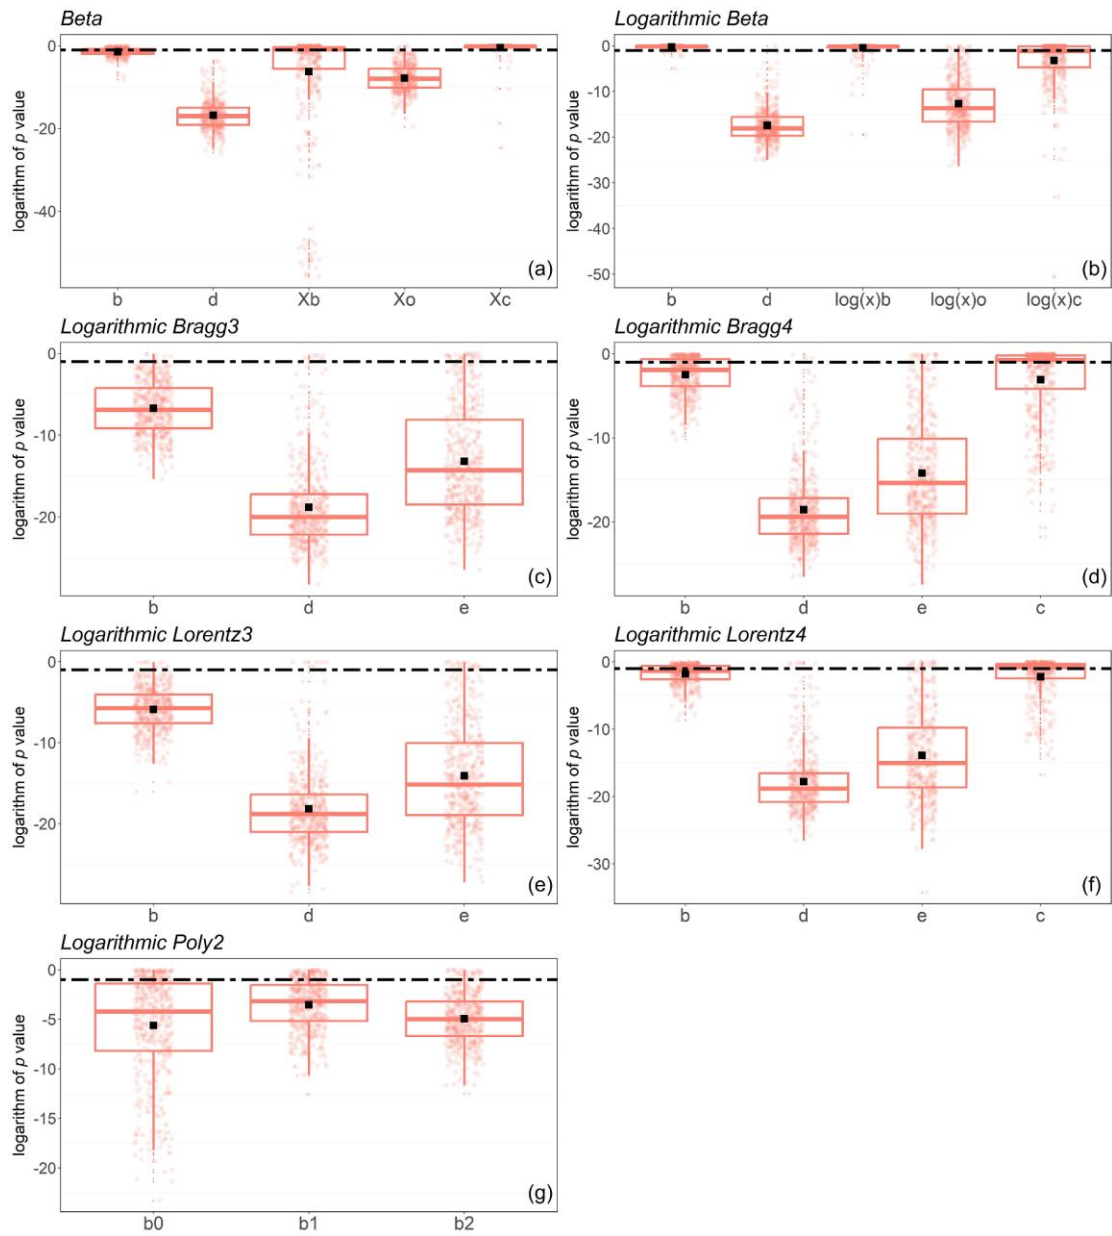 Beta
0
-20
-40
logarithm of p value
(a)
b d Xb Xo Xc
Logarithmic Beta
0
-10
-20
-30
-40
-50
logarithm of p value
(b)
b d log(x)b log(x)o log(x)c
Logarithmic Bragg3
0
-10
-20
logarithm of p value
(c)
b d e
Logarithmic Bragg4
0
-10
-20
logarithm of p value
(d)
b d e c
Logarithmic Lorentz3
0
-10
-20
logarithm of p value
(e)
b d e
Logarithmic Lorentz4
0
-10
-20
-30
logarithm of p value
(f)
b d e c
Logarithmic Poly2
0
-5
-10
-15
-20
logarithm of p value
(g)
b0 b1 b2